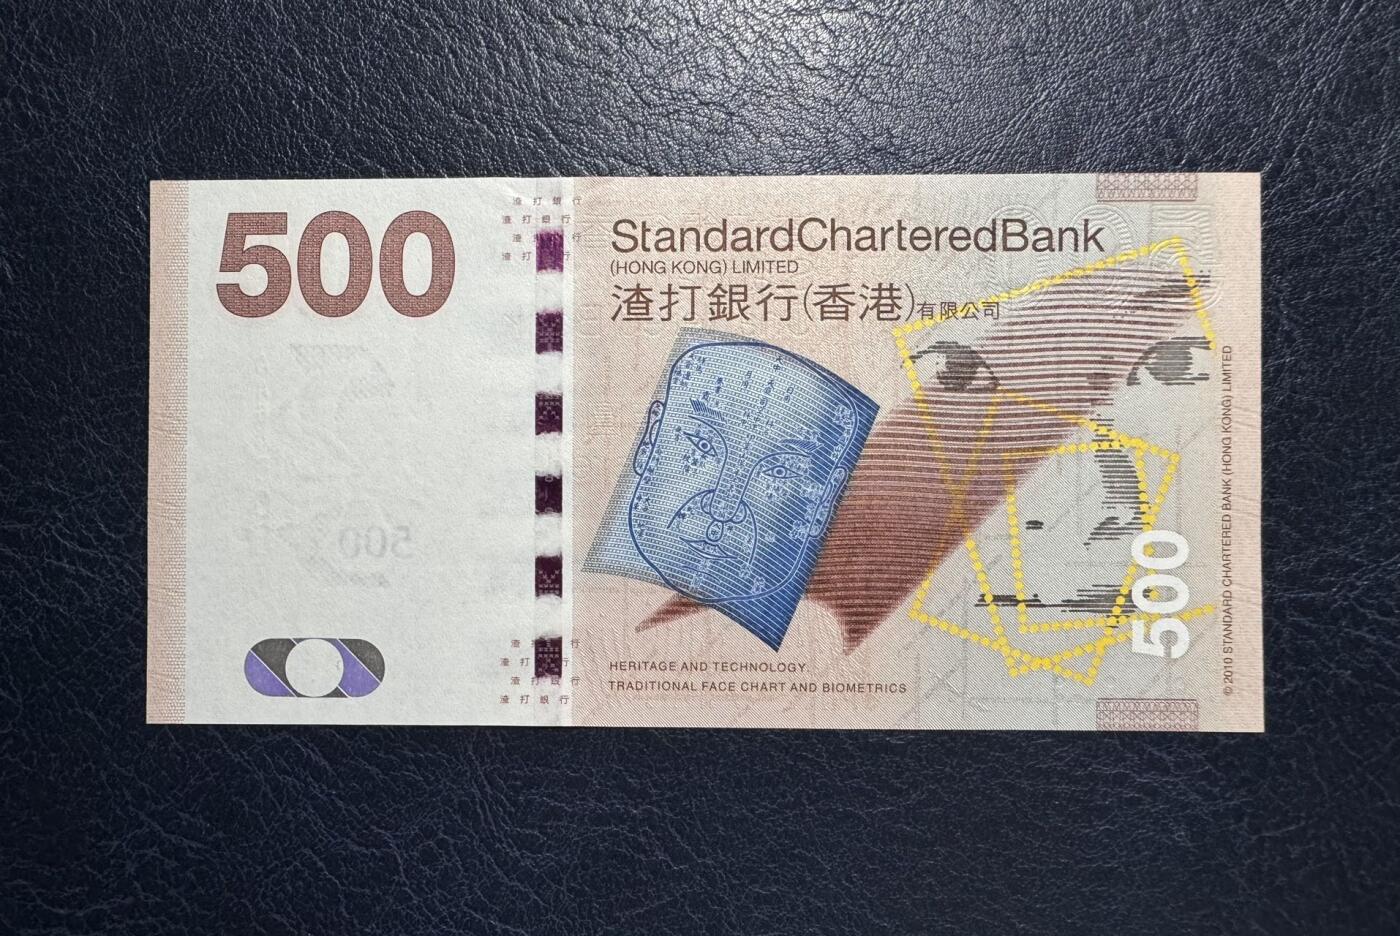 500
渣 打 銀 行
渣 打 銀 行
渣 打 銀 行
渣 打 銀 行
StandardCharteredBank
(HONG KONG) LIMITED
渣打銀行(香港)有限公司
500
HERITAGE AND TECHNOLOGY.
TRADITIONAL FACE CHART AND BIOMETRICS
渣 打 銀 行
渣 打 銀 行
渣 打 銀 行
渣 打 銀 行
500
© 2010 STANDARD CHARTERED BANK (HONG KONG) LIMITED